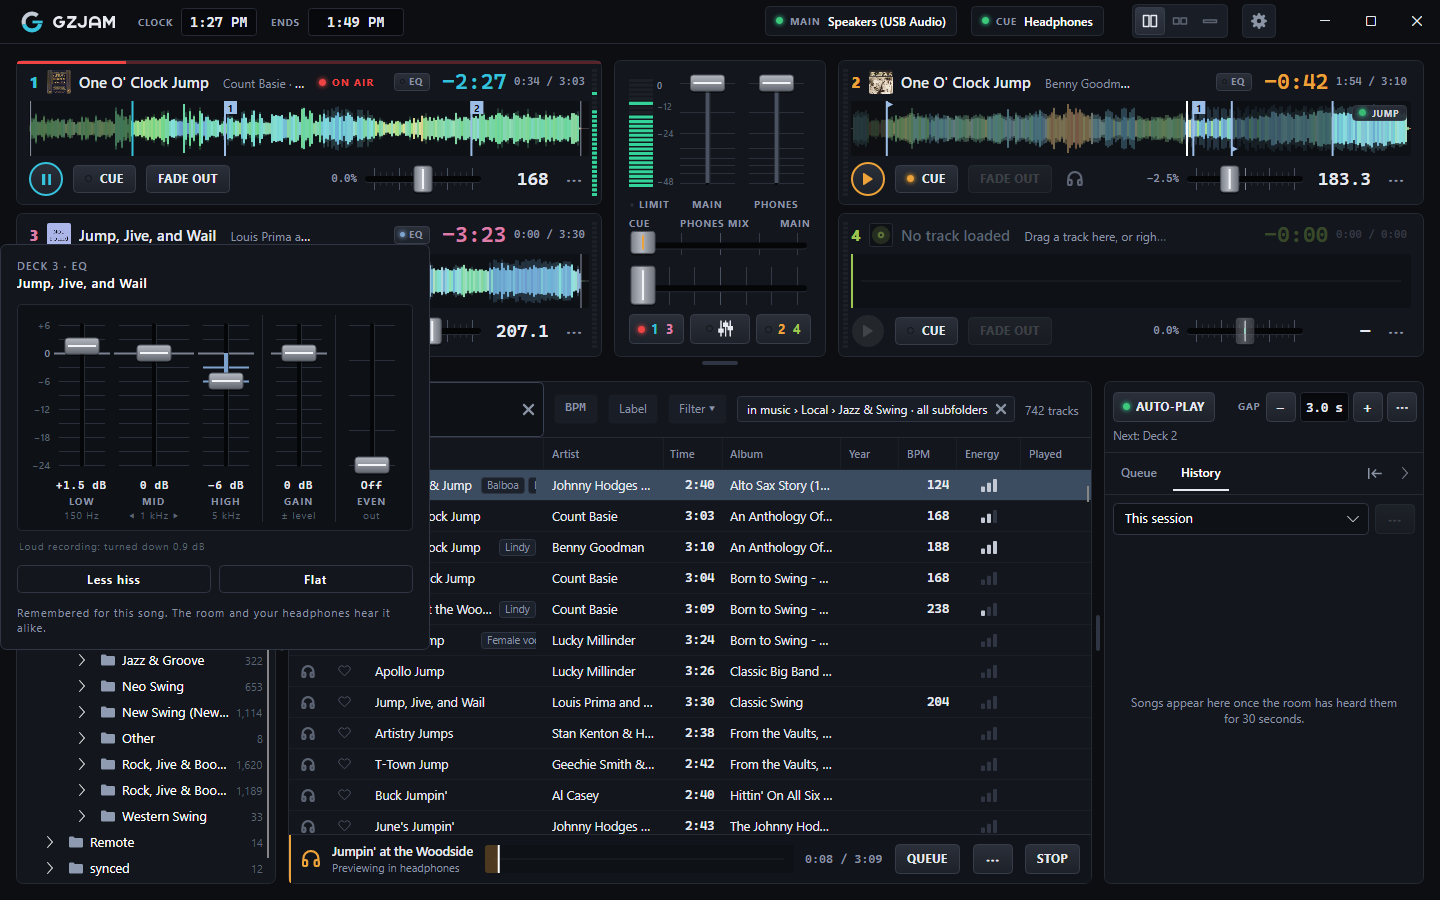 GZJAM
CLOCK 1:27 PM ENDS 1:49 PM
MAIN Speakers (USB Audio)
CUE Headphones
1 One O' Clock Jump Count Basie · ... ON AIR EQ −2:27 0:34 / 3:03
1 2
CUE FADE OUT 0.0% 168 ...
0
−12
−24
−48
LIMIT MAIN PHONES
CUE PHONES MIX MAIN
1 3
2 4
2 One O' Clock Jump Benny Goodm... EQ −0:42 1:54 / 3:10
1 JUMP
CUE FADE OUT −2.5% 183.3 ...
3 Jump, Jive, and Wail Louis Prima a... EQ −3:23 0:00 / 3:30
207.1 ...
4 No track loaded Drag a track here, or righ... −0:00 0:00 / 0:00
CUE FADE OUT 0.0% – ...
DECK 3 · EQ
Jump, Jive, and Wail
+6
0
−6
−12
−18
−24
+1.5 dB 0 dB −6 dB 0 dB Off
LOW MID HIGH GAIN EVEN
150 Hz ◂ 1 kHz ▸ 5 kHz ± level out
Loud recording: turned down 0.9 dB
Less hiss Flat
Remembered for this song. The room and your headphones hear it
alike.
BPM Label Filter ▾ in music › Local › Jazz & Swing · all subfolders 742 tracks
Artist Time Album Year BPM Energy Played
& Jump Balboa Johnny Hodges ... 2:40 Alto Sax Story (1... 124
ock Jump Count Basie 3:03 An Anthology Of... 168
ock Jump Lindy Benny Goodman 3:10 An Anthology Of... 188
ck Jump Count Basie 3:04 Born to Swing - ... 168
t the Woo... Lindy Count Basie 3:09 Born to Swing - ... 238
mp Female vo Lucky Millinder 3:24 Born to Swing - ...
Apollo Jump Lucky Millinder 3:26 Classic Big Band ...
Jump, Jive, and Wail Louis Prima and ... 3:30 Classic Swing 204
Artistry Jumps Stan Kenton & H... 2:38 From the Vaults, ...
T-Town Jump Geechie Smith &... 2:42 From the Vaults, ...
Buck Jumpin' Al Casey 2:40 Hittin' On All Six ...
June's Jumpin' Johnny Hodges ... 2:43 The Johnny Hod...
Jazz & Groove 322
Neo Swing 653
New Swing (New... 1,114
Other 8
Rock, Jive & Boo... 1,620
Rock, Jive & Boo... 1,189
Western Swing 33
Remote 14
synced 12
Jumpin' at the Woodside
Previewing in headphones
0:08 / 3:09 QUEUE ... STOP
AUTO-PLAY GAP − 3.0 s + ...
Next: Deck 2
Queue History
This session ...
Songs appear here once the room has heard them
for 30 seconds.